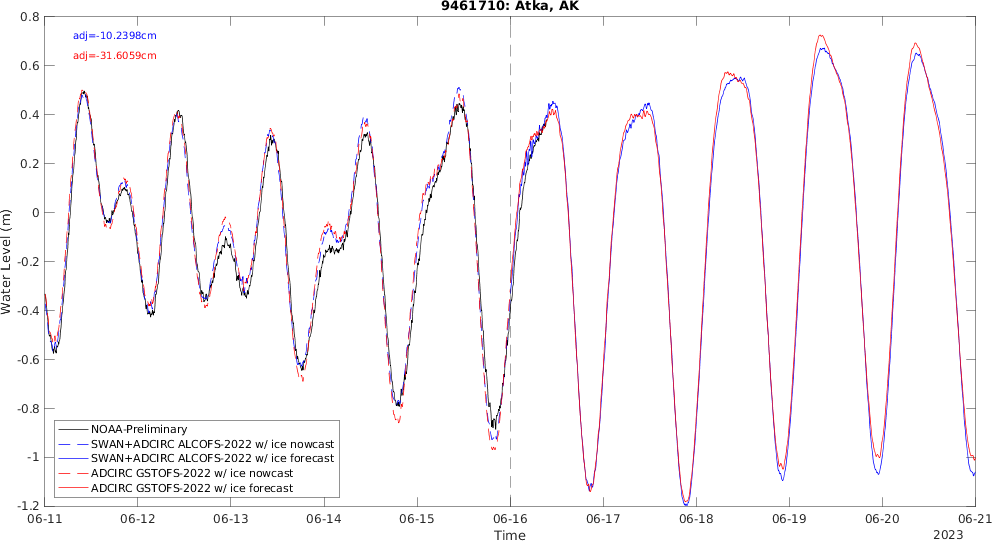 9461710: Atka, AK
adj=-10.2398cm
adj=-31.6059cm
0.8
0.6
0.4
0.2
0
-0.2
-0.4
-0.6
-0.8
-1
-1.2
Water Level (m)
NOAA-Preliminary
SWAN+ADCIRC ALCOFS-2022 w/ ice nowcast
SWAN+ADCIRC ALCOFS-2022 w/ ice forecast
ADCIRC GSTOFS-2022 w/ ice nowcast
ADCIRC GSTOFS-2022 w/ ice forecast
06-11 06-12 06-13 06-14 06-15 06-16 06-17 06-18 06-19 06-20 06-21
Time
2023